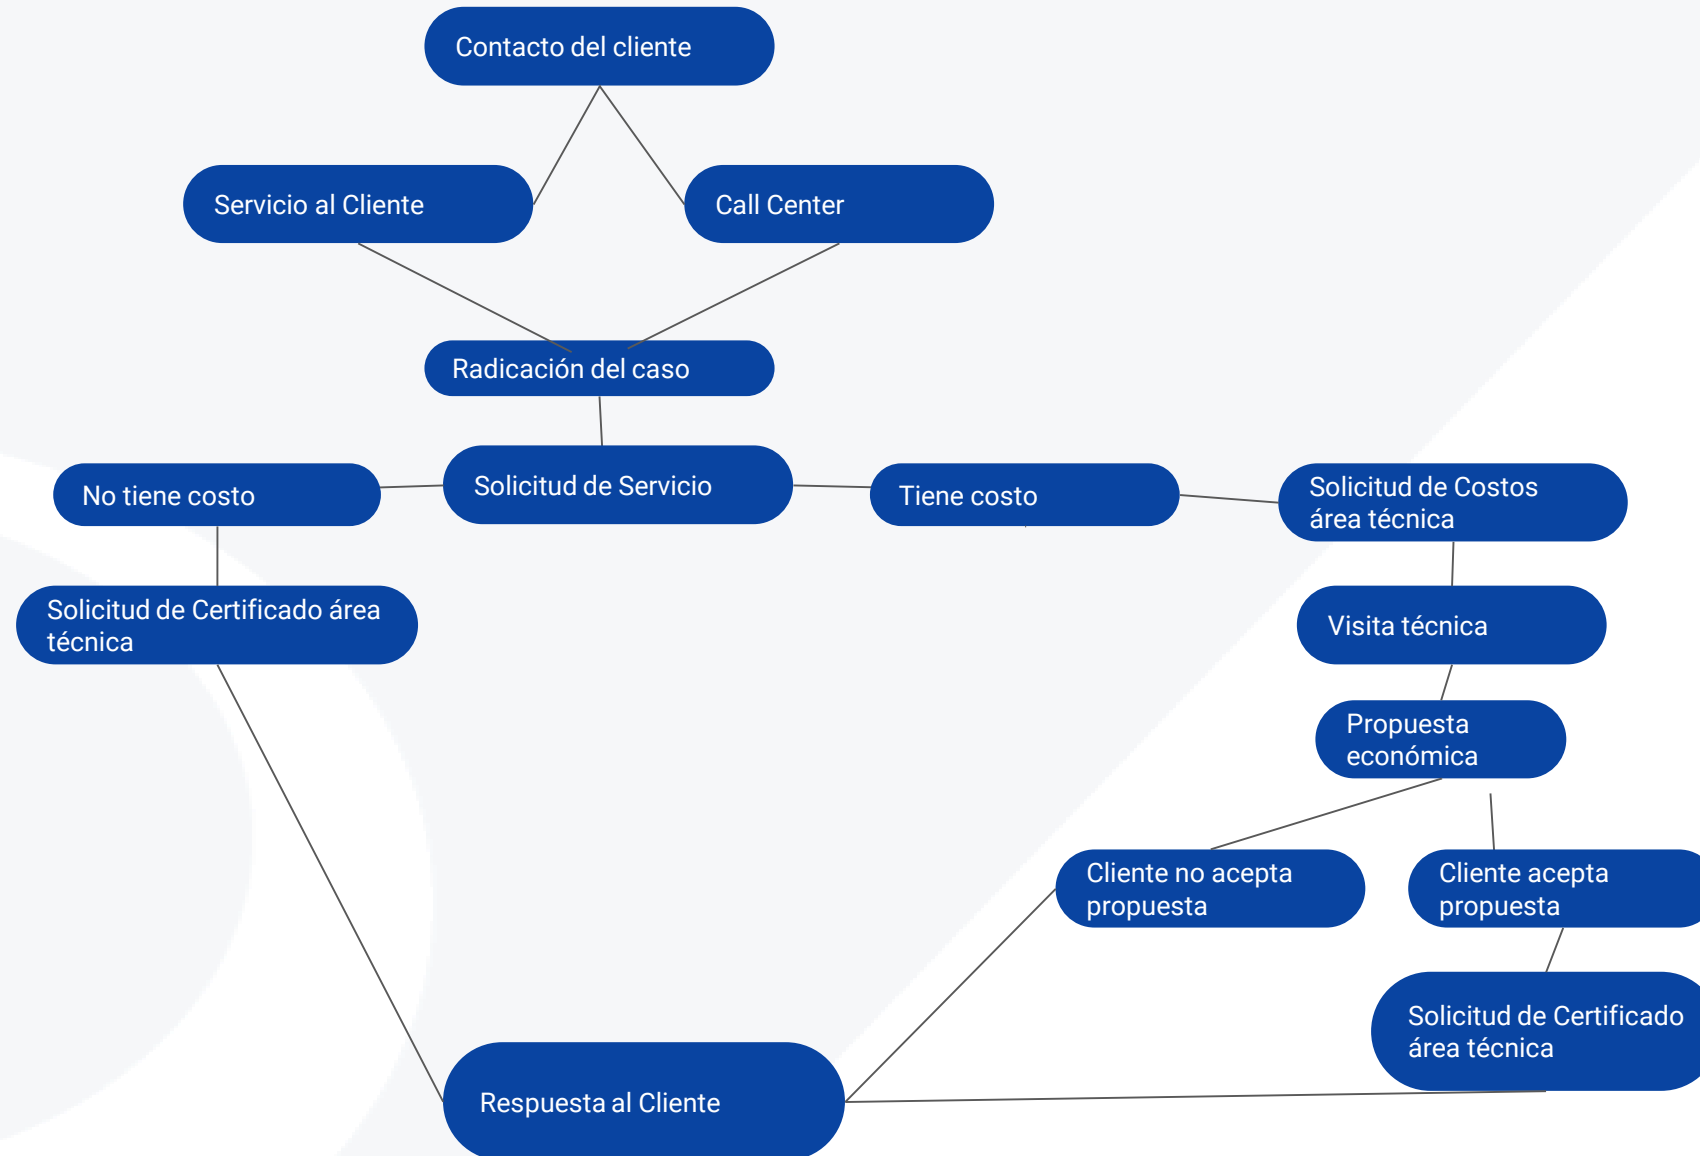 Contacto del cliente
Servicio al Cliente
Call Center
Radicación del caso
Solicitud de Servicio
No tiene costo
Tiene costo
Solicitud de Costos
área técnica
Solicitud de Certificado área
técnica
Visita técnica
Propuesta
económica
Cliente no acepta
propuesta
Cliente acepta
propuesta
Solicitud de Certificado
área técnica
Respuesta al Cliente